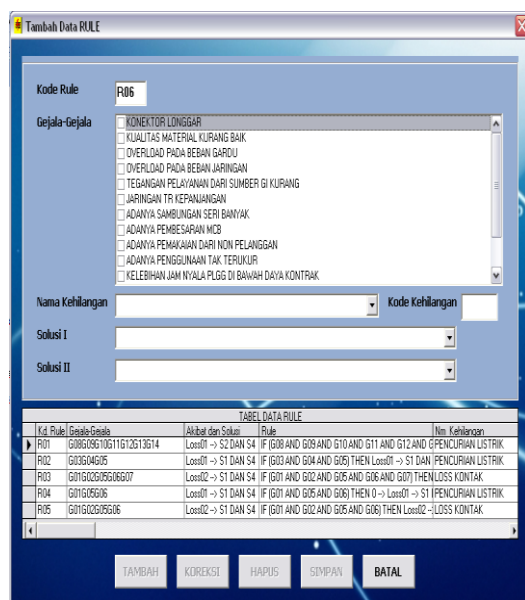 Tambah Data RULE
Kode Rule R06
Gejala-Gejala
KONEKTOR LONGGAR
KUALITAS MATERIAL KURANG BAIK
OVERLOAD PADA BEBAN GARDU
OVERLOAD PADA BEBAN JARINGAN
TEGANGAN PELAYANAN DARI SUMBER GI KURANG
JARINGAN TR KEPANJANGAN
ADANYA SAMBUNGAN SERI BANYAK
ADANYA PEMBESARAN MCB
ADANYA PEMAKAIAN DARI NON PELANGGAN
ADANYA PENGGUNAAN TAK TERUKUR
KELEBIHAN JAM NYALA PLGG DI BAWAH DAYA KONTRAK
Nama Kehilangan Kode Kehilangan
Solusi I
Solusi II
TABEL DATA RULE
Kd. Rule Gejala-Gejala Akibat dan Solusi Rule Nm. Kehilangan
R01 G08G09G10G11G12G13G14 Loss01 -> S2 DAN S4 IF (G08 AND G09 AND G10 AND G11 AND G12 AND G PENCURIAN LISTRIK
R02 G03G04G05 Loss01 -> S1 DAN S4 IF (G03 AND G04 AND G05) THEN Loss01 -> S1 DAN PENCURIAN LISTRIK
R03 G01G02G05G06G07 Loss02 -> S1 DAN S4 IF (G01 AND G02 AND G05 AND G06 AND G07) THEN LOSS KONTAK
R04 G01G05G06 Loss01 -> S1 DAN S4 IF (G01 AND G05 AND G06) THEN 0 -> Loss01 -> S1 PENCURIAN LISTRIK
R05 G01G02G05G06 Loss02 -> S1 DAN S4 IF (G01 AND G02 AND G05 AND G06) THEN Loss02 - LOSS KONTAK
TAMBAH KOREKSI HAPUS SIMPAN BATAL